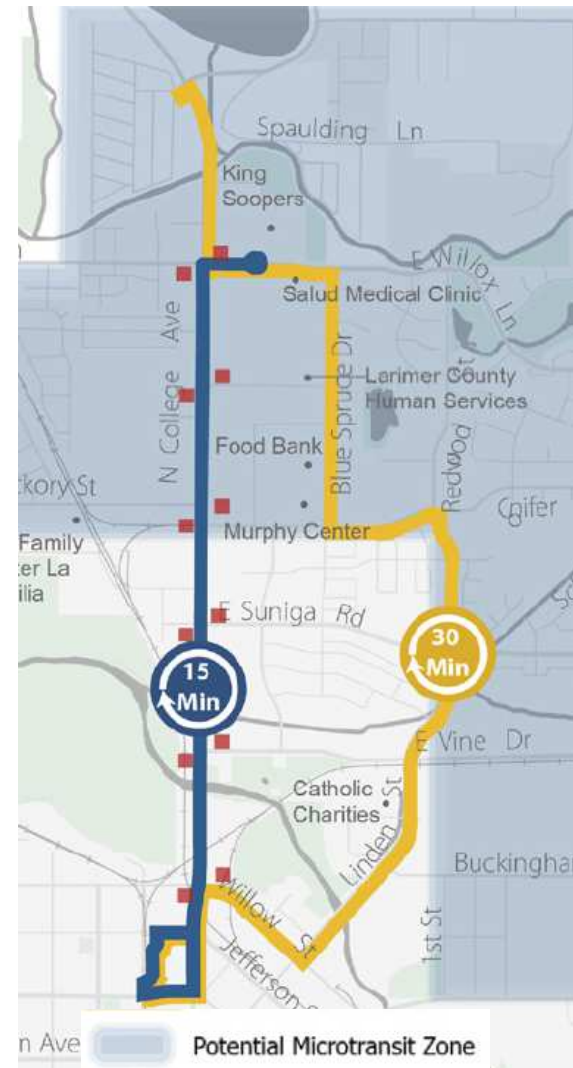 Spaulding Ln
King
Soopers
E Willox Ln
Salud Medical Clinic
N College Ave
Blue Spruce Dr
Larimer County
Human Services
Redwood St
Food Bank
ckory St
Conifer
Murphy Center
Family
ter La
ilia
E Suniga Rd
30
Min
15
Min
E Vine Dr
Catholic
Charities
Linden St
Buckingha
Willow St
1st St
Jefferson S
n Ave
Potential Microtransit Zone